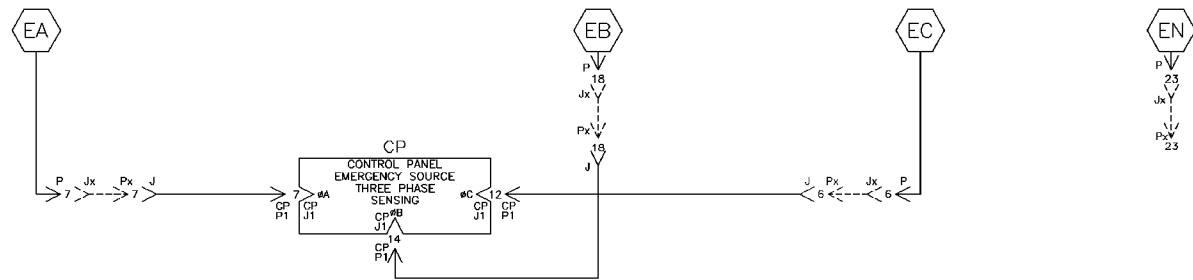 EA
EB
EC
EN
P
18
Jx
Px
18
J
P
23
Jx
Px
23
CP
CONTROL PANEL
EMERGENCY SOURCE
THREE PHASE
SENSING
P 7 Jx Px 7 J
7 øA
CP P1
CP J1
øB
CP J1
14
CP P1
øC 12
CP J1
CP P1
J 6 Px Jx 6 P